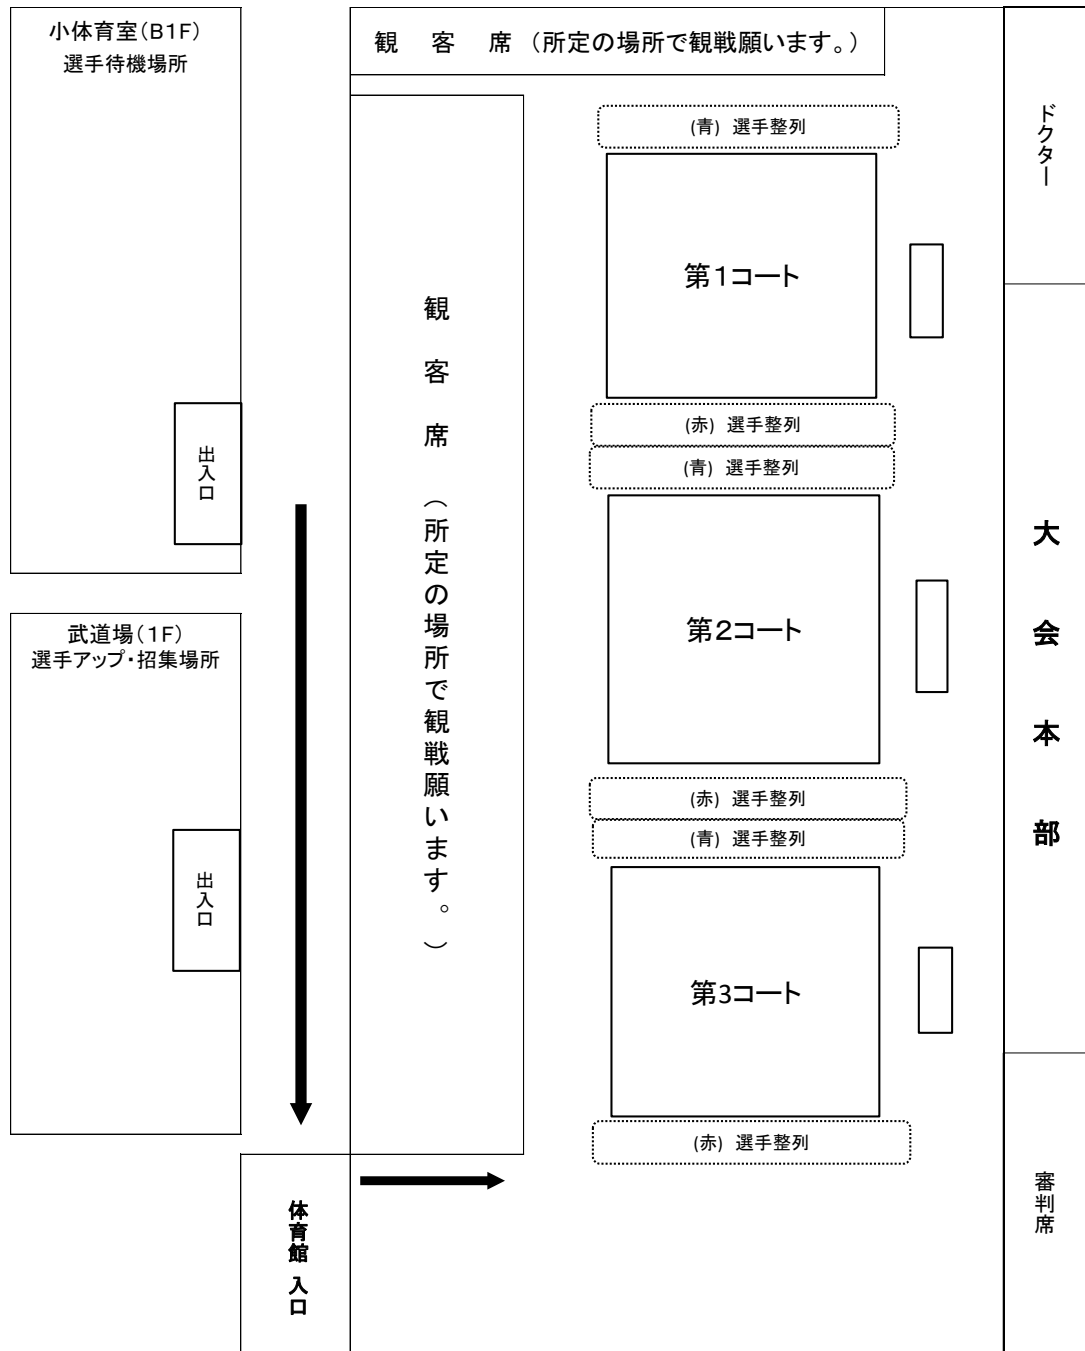 小体育室(B1F)
選手待機場所
出入口
武道場(1F)
選手アップ・招集場所
出入口
体育館 入口
観 客 席 (所定の場所で観戦願います。)
観 客 席 (所定の場所で観戦願います。)
(青) 選手整列
第1コート
(赤) 選手整列
(青) 選手整列
第2コート
(赤) 選手整列
(青) 選手整列
第3コート
(赤) 選手整列
ドクター
大会本部
審判席